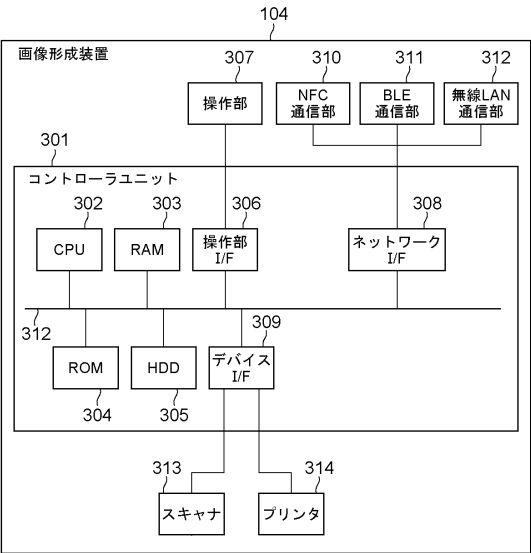 104
画像形成装置
307
310
311
312
操作部
NFC
通信部
BLE
通信部
無線LAN
通信部
301
コントローラユニット
302
303
306
308
CPU
RAM
操作部
I/F
ネットワーク
I/F
312
309
ROM
HDD
デバイス
I/F
304
305
313
314
スキャナ
プリンタ